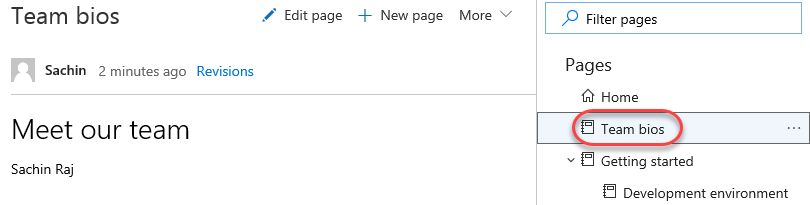 Team bios
Edit page
New page
More
Sachin 2 minutes ago Revisions
Meet our team
Sachin Raj
Filter pages
Pages
Home
Team bios
Getting started
Development environment